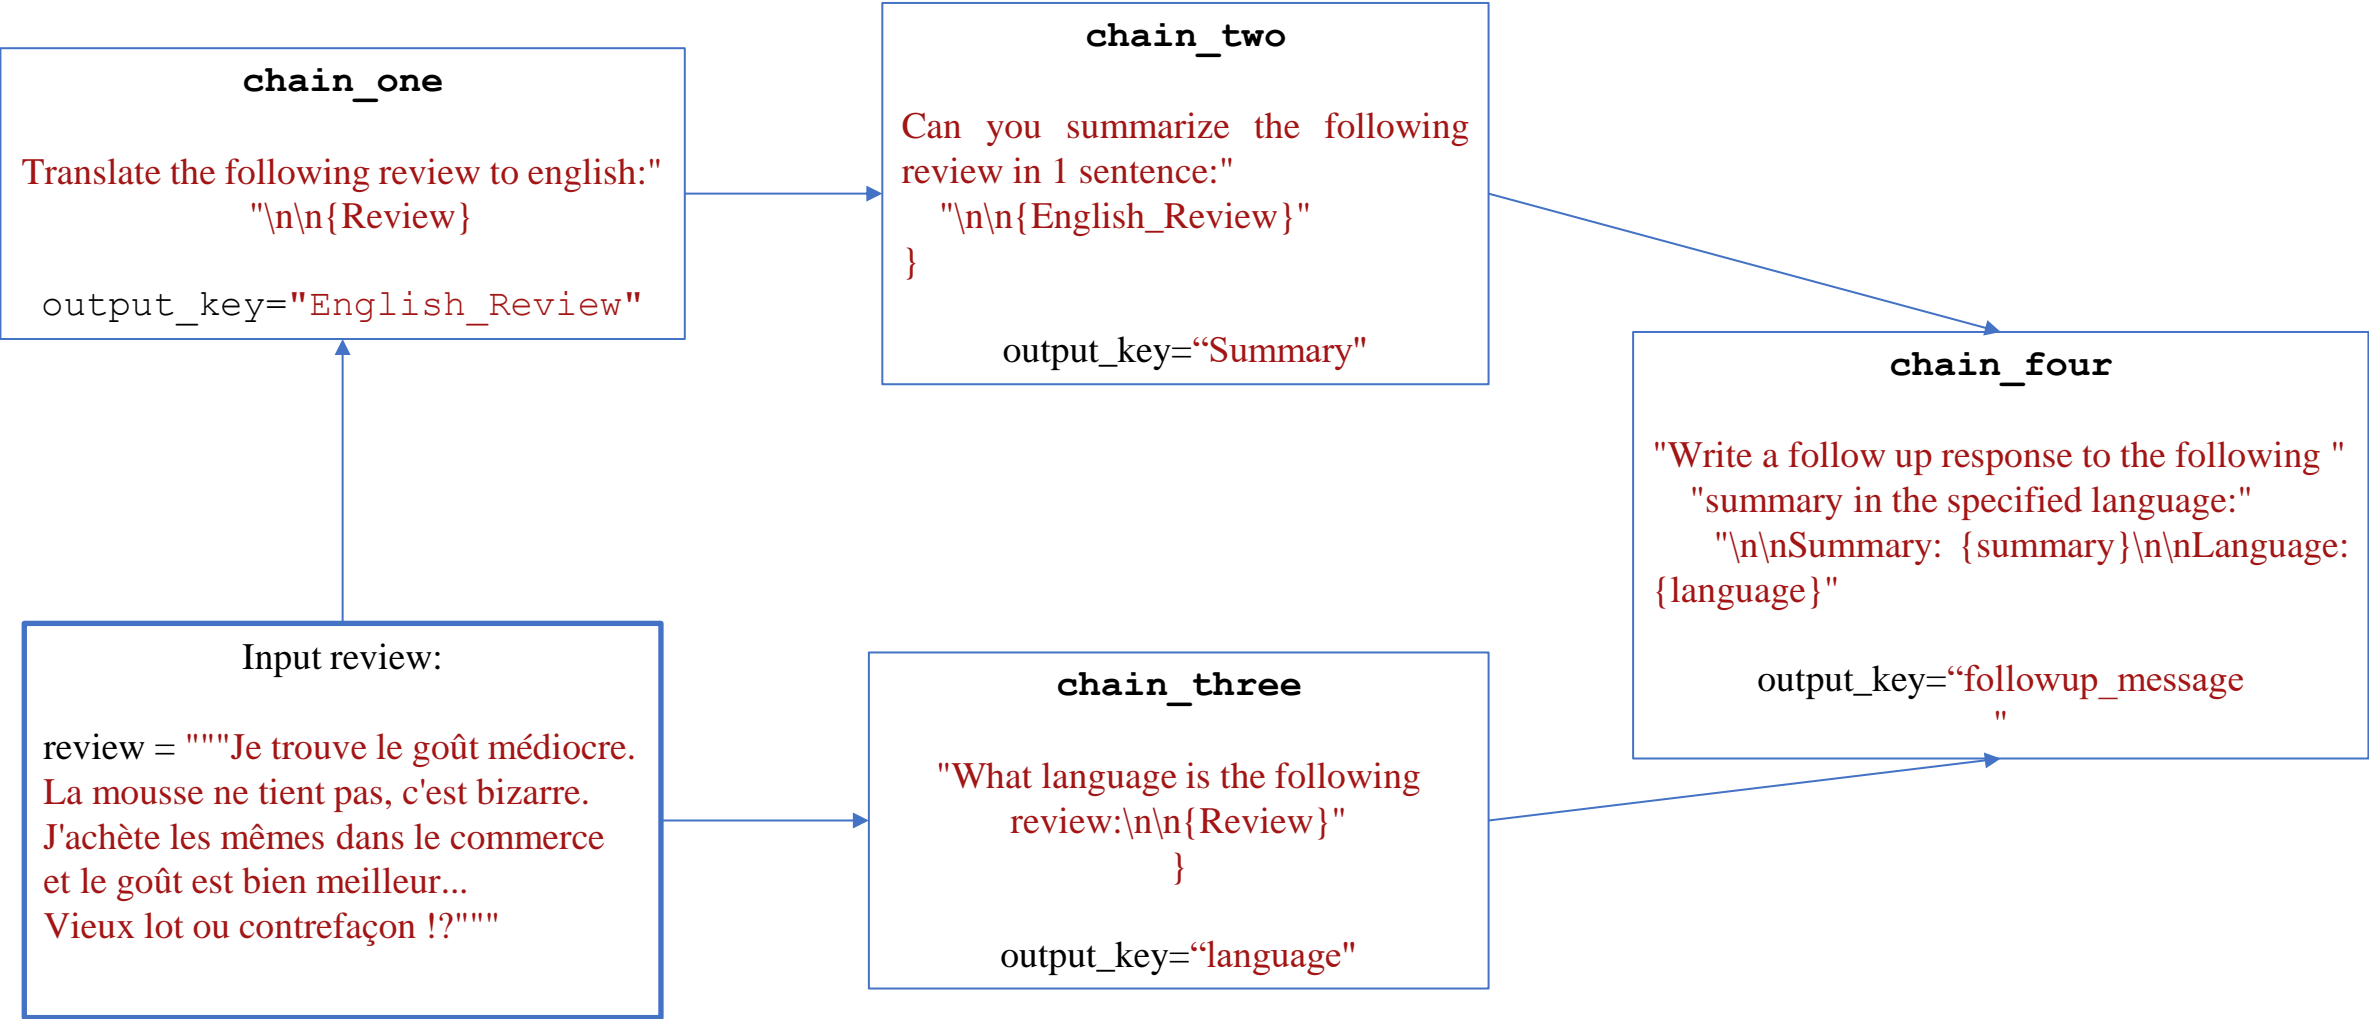 chain_one
Translate the following review to english:"
"\n\n{Review}
output_key="English_Review"
chain_two
Can you summarize the following
review in 1 sentence:"
"\n\n{English_Review}"
}
output_key=“Summary"
chain_four
"Write a follow up response to the following "
"summary in the specified language:"
"\n\nSummary: {summary}\n\nLanguage:
{language}"
output_key=“followup_message
"
Input review:
review = """Je trouve le goût médiocre.
La mousse ne tient pas, c'est bizarre.
J'achète les mêmes dans le commerce
et le goût est bien meilleur...
Vieux lot ou contrefaçon !?"""
chain_three
"What language is the following
review:\n\n{Review}"
}
output_key=“language"